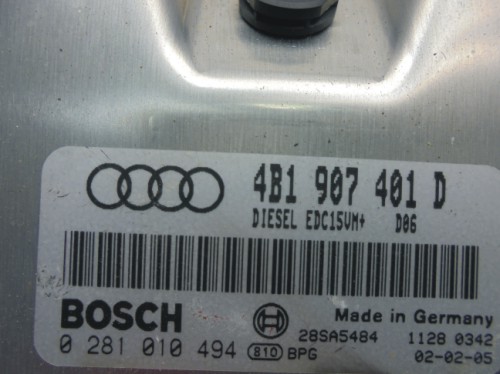 4B1 907 401 D
DIESEL EDC15VM+ D06
BOSCH
Made in Germany
28SA5484 1128 0342
0 281 010 494 810 BPG 02-02-05